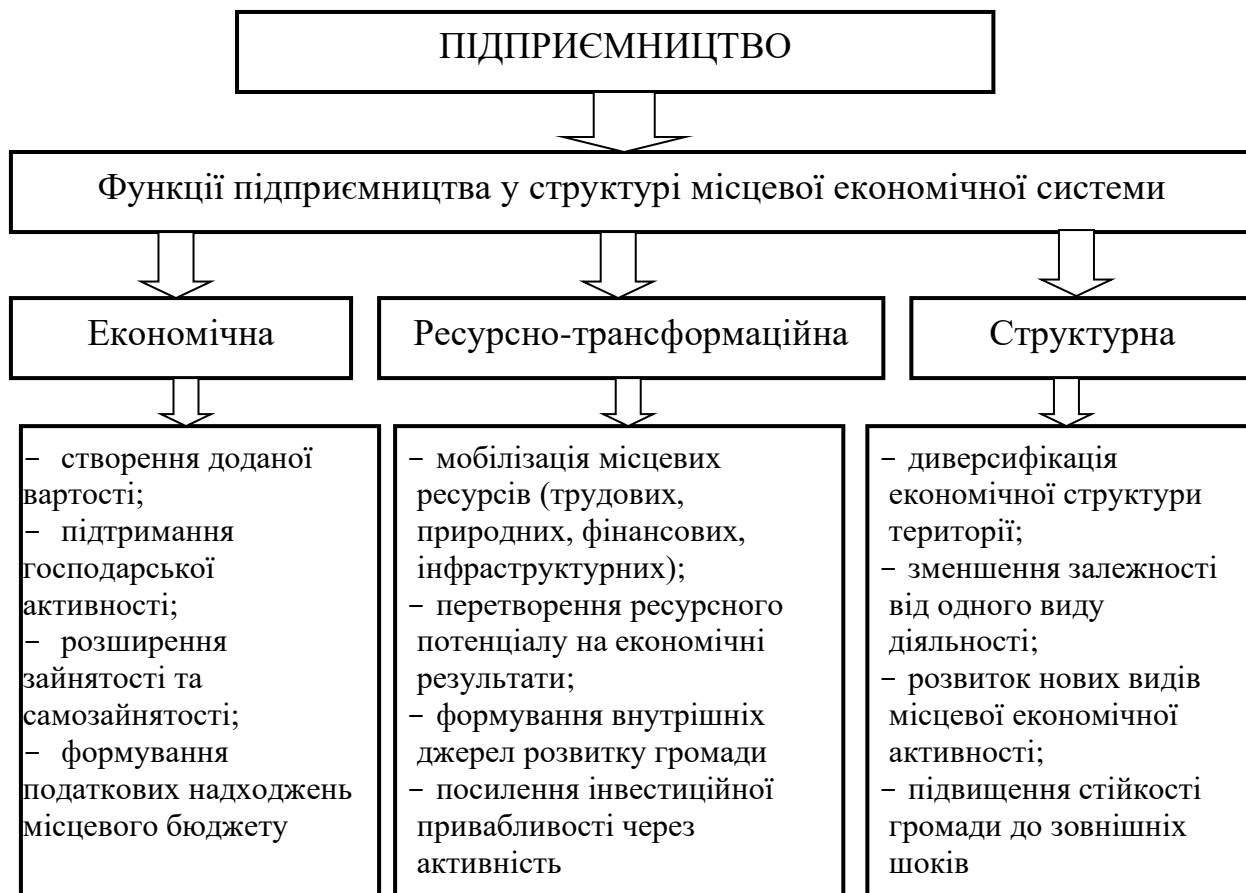 ПІДПРИЄМНИЦТВО
Функції підприємництва у структурі місцевої економічної системи
Економічна
Ресурсно-трансформаційна
Структурна
– створення доданої
вартості;
– підтримання
господарської
активності;
– розширення
зайнятості та
самозайнятості;
– формування
податкових надходжень
місцевого бюджету
– мобілізація місцевих
ресурсів (трудових,
природних, фінансових,
інфраструктурних);
– перетворення ресурсного
потенціалу на економічні
результати;
– формування внутрішніх
джерел розвитку громади
– посилення інвестиційної
привабливості через
активність
– диверсифікація
економічної структури
території;
– зменшення залежності
від одного виду
діяльності;
– розвиток нових видів
місцевої економічної
активності;
– підвищення стійкості
громади до зовнішніх
шоків